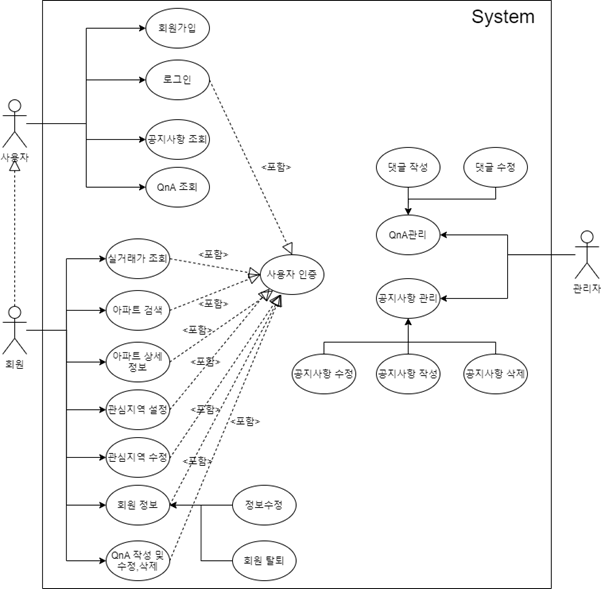 System
회원가입
로그인
공지사항 조회
QnA 조회
사용자
<포함>
댓글 작성
댓글 수정
QnA관리
관리자
공지사항 관리
공지사항 수정
공지사항 작성
공지사항 삭제
사용자 인증
회원
실거래가 조회
<포함>
아파트 검색
<포함>
아파트 상세
정보
<포함>
관심지역 설정
<포함>
관심지역 수정
<포함>
회원 정보
<포함>
QnA 작성 및
수정,삭제
<포함>
정보수정
회원 탈퇴